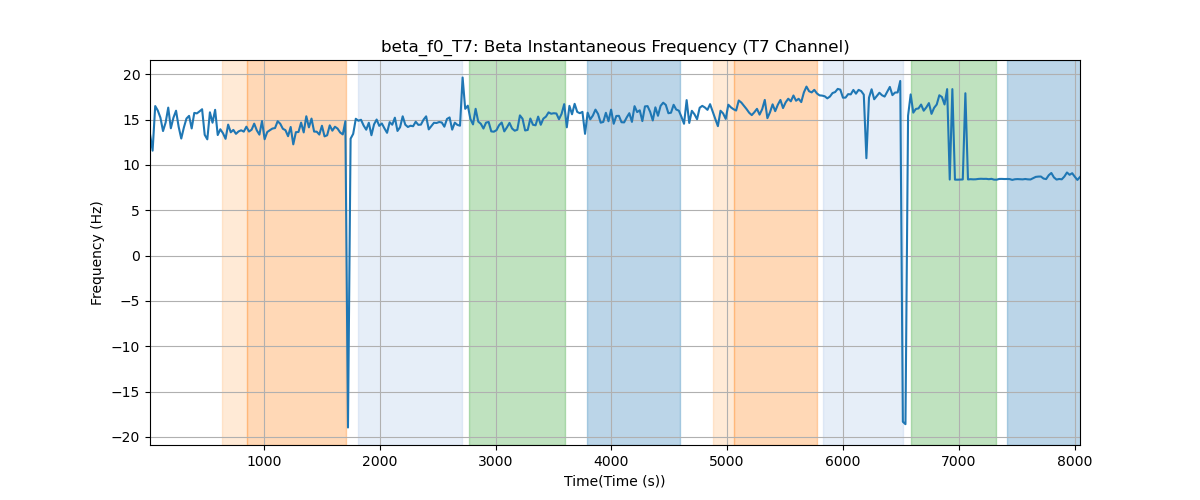 beta_f0_T7: Beta Instantaneous Frequency (T7 Channel)
20
15
10
5
0
−5
−10
−15
−20
Frequency (Hz)
1000 2000 3000 4000 5000 6000 7000 8000
Time(Time (s))